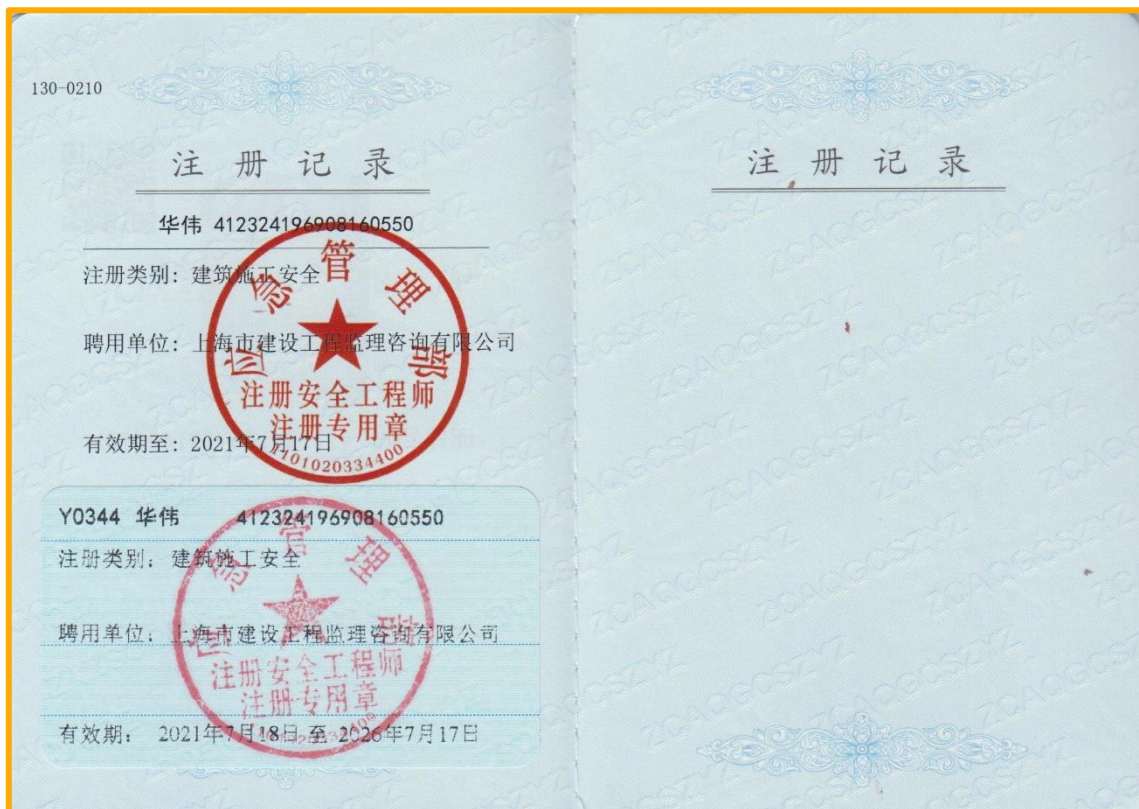 130-0210
注册记录
华伟 412324196908160550
注册类别: 建筑施工安全
聘用单位: 上海市建设工程监理咨询有限公司
有效期至: 2021年7月17日
应急管理部
注册安全工程师
注册专用章
1101020334400
Y0344 华伟 412324196908160550
注册类别: 建筑施工安全
聘用单位: 上海市建设工程监理咨询有限公司
有效期: 2021年7月18日 至 2026年7月17日
应急管理部
注册安全工程师
注册专用章
注册记录
ZCAQGCSZYZ